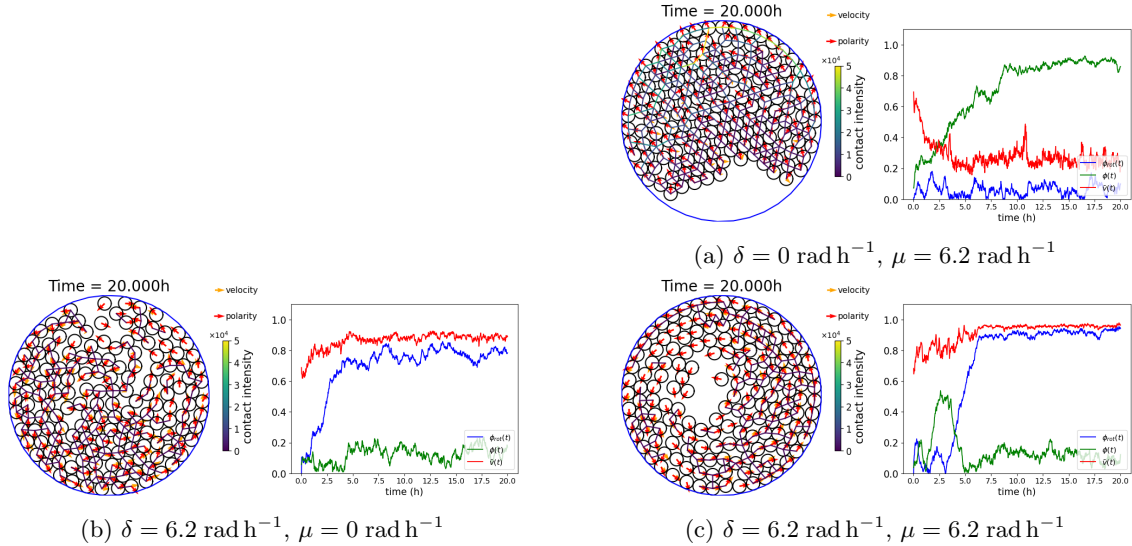 Time = 20.000h
velocity
polarity
×10⁴
5
4
3
2
1
0
contact intensity
1.0
0.8
0.6
0.4
0.2
0.0
ϕrot(t)
ϕ(t)
v̄(t)
0.0 2.5 5.0 7.5 10.0 12.5 15.0 17.5 20.0
time (h)
(a) δ = 0 rad h⁻¹, μ = 6.2 rad h⁻¹
Time = 20.000h
velocity
polarity
×10⁴
5
4
3
2
1
0
contact intensity
1.0
0.8
0.6
0.4
0.2
0.0
ϕrot(t)
ϕ(t)
v̄(t)
0.0 2.5 5.0 7.5 10.0 12.5 15.0 17.5 20.0
time (h)
(b) δ = 6.2 rad h⁻¹, μ = 0 rad h⁻¹
Time = 20.000h
velocity
polarity
×10⁴
5
4
3
2
1
0
contact intensity
1.0
0.8
0.6
0.4
0.2
0.0
ϕrot(t)
ϕ(t)
v̄(t)
0.0 2.5 5.0 7.5 10.0 12.5 15.0 17.5 20.0
time (h)
(c) δ = 6.2 rad h⁻¹, μ = 6.2 rad h⁻¹